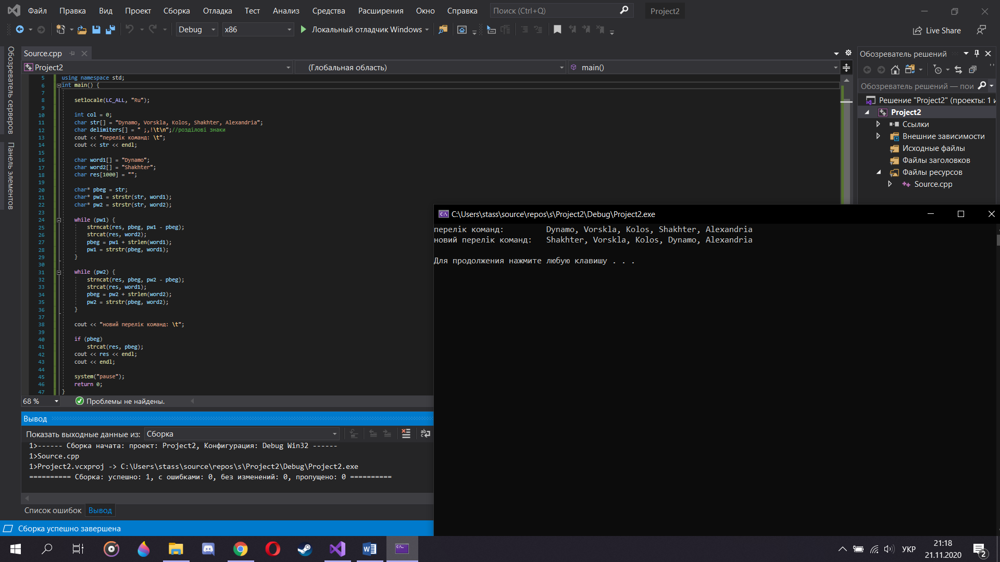 Файл Правка Вид Проект Сборка Отладка Тест Анализ Средства Расширения Окно Справка Поиск (Ctrl+Q) Project2
Debug x86 Локальный отладчик Windows Live Share
Обозреватель серверов
Панель элементов
Source.cpp
Project2 (Глобальная область) main()
5 using namespace std;
6 int main() {
7
8 setlocale(LC_ALL, "Ru");
9
10 int col = 0;
11 char str[] = "Dynamo, Vorskla, Kolos, Shakhter, Alexandria";
12 char delimiters[] = " ;,!\t\n";//розділові знаки
13 cout << "перелік команд: \t";
14 cout << str << endl;
15
16 char word1[] = "Dynamo";
17 char word2[] = "Shakhter";
18 char res[1000] = "";
19
20 char* pbeg = str;
21 char* pw1 = strstr(str, word1);
22 char* pw2 = strstr(str, word2);
23
24 while (pw1) {
25 strncat(res, pbeg, pw1 - pbeg);
26 strcat(res, word2);
27 pbeg = pw1 + strlen(word1);
28 pw1 = strstr(pbeg, word1);
29 }
30
31 while (pw2) {
32 strncat(res, pbeg, pw2 - pbeg);
33 strcat(res, word1);
34 pbeg = pw2 + strlen(word2);
35 pw2 = strstr(pbeg, word2);
36 }
37
38 cout << "новий перелік команд: \t";
39
40 if (pbeg)
41 strcat(res, pbeg);
42 cout << res << endl;
43 cout << endl;
44
45 system("pause");
46 return 0;
47 }
68 % Проблемы не найдены.
Вывод
Показать выходные данные из: Сборка
1>------ Сборка начата: проект: Project2, Конфигурация: Debug Win32 ------
1>Source.cpp
1>Project2.vcxproj -> C:\Users\stass\source\repos\s\Project2\Debug\Project2.exe
========== Сборка: успешно: 1, с ошибками: 0, без изменений: 0, пропущено: 0 ==========
Список ошибок Вывод
Сборка успешно завершена
Обозреватель решений
Обозреватель решений — пои
Решение "Project2" (проекты: 1 и
Project2
Ссылки
Внешние зависимости
Исходные файлы
Файлы заголовков
Файлы ресурсов
Source.cpp
C:\Users\stass\source\repos\s\Project2\Debug\Project2.exe
перелік команд: Dynamo, Vorskla, Kolos, Shakhter, Alexandria
новий перелік команд: Shakhter, Vorskla, Kolos, Dynamo, Alexandria
Для продолжения нажмите любую клавишу . . .
УКР
21:18
21.11.2020
2